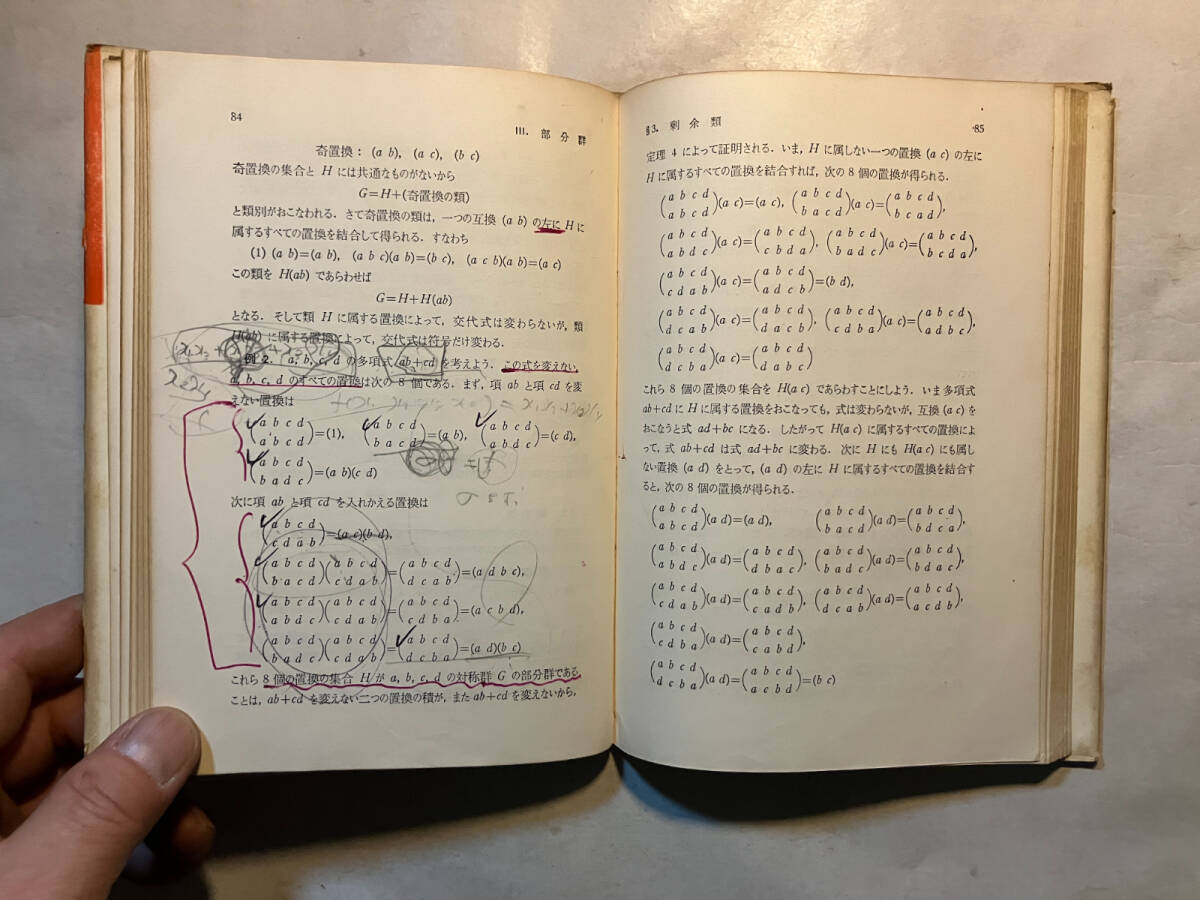 84
III. 部分群
奇置換: (a b), (a c), (b c)
奇置換の集合と H には共通なものがないから
G=H+(奇置換の類)
と類別がおこなわれる. さて奇置換の類は, 一つの互換 (a b) の左に H に
属するすべての置換を結合して得られる. すなわち
(1) (a b)=(a b), (a b c)(a b)=(b c), (a c b)(a b)=(a c)
この類を H(ab) であらわせば
G=H+H(ab)
となる. そして類 H に属する置換によって, 交代式は変わらないが, 類
H(ab) に属する置換によって, 交代式は符号だけ変わる.
例 2. a, b, c, d の多項式 ab+cd を考えよう. この式を変えない,
a, b, c, d のすべての置換は次の 8 個である. まず, 項 ab と項 cd を変
えない置換は
(a b c d / a b c d)=(1), (a b c d / b a c d)=(a b), (a b c d / a b d c)=(c d),
(a b c d / b a d c)=(a b)(c d)
次に項 ab と項 cd を入れかえる置換は
(a b c d / c d a b)=(a c)(b d),
(a b c d / b a c d)(a b c d / c d a b)=(a b c d / d c a b)=(a d b c),
(a b c d / a b d c)(a b c d / c d a b)=(a b c d / c d b a)=(a c b d),
(a b c d / b a d c)(a b c d / c d a b)=(a b c d / d c b a)=(a d)(b c)
これら 8 個の置換の集合 H が a, b, c, d の対称群 G の部分群である
ことは, ab+cd を変えない二つの置換の積が, また ab+cd を変えないから,
§3. 剰余類
85
定理 4 によって証明される. いま, H に属しない一つの置換 (a c) の左に
H に属するすべての置換を結合すれば, 次の 8 個の置換が得られる.
(a b c d / a b c d)(a c)=(a c), (a b c d / b a c d)(a c)=(a b c d / b c a d),
(a b c d / a b d c)(a c)=(a b c d / c b d a), (a b c d / b a d c)(a c)=(a b c d / b c d a),
(a b c d / c d a b)(a c)=(a b c d / a d c b)=(b d),
(a b c d / d c a b)(a c)=(a b c d / d a c b), (a b c d / c d b a)(a c)=(a b c d / a d b c),
(a b c d / d c b a)(a c)=(a b c d / d a b c)
これら 8 個の置換の集合を H(a c) であらわすことにしよう. いま多項式
ab+cd に H に属する置換をおこなっても, 式は変わらないが, 互換 (a c) を
おこなうと式 ad+bc になる. したがって H(a c) に属するすべての置換によ
って, 式 ab+cd は式 ad+bc に変わる. 次に H にも H(a c) にも属し
ない置換 (a d) をとって, (a d) の左に H に属するすべての置換を結合す
ると, 次の 8 個の置換が得られる.
(a b c d / a b c d)(a d)=(a d), (a b c d / b a c d)(a d)=(a b c d / b d c a),
(a b c d / a b d c)(a d)=(a b c d / d b a c), (a b c d / b a d c)(a d)=(a b c d / b d a c),
(a b c d / c d a b)(a d)=(a b c d / c a d b), (a b c d / d c a b)(a d)=(a b c d / a c d b),
(a b c d / c d b a)(a d)=(a b c d / c a b d),
(a b c d / d c b a)(a d)=(a b c d / a c b d)=(b c)